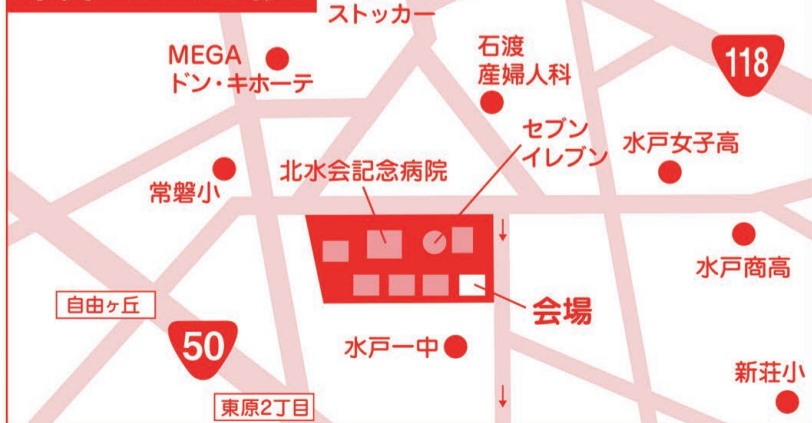 ストッカー
MEGA
ドン・キホーテ
石渡
産婦人科
118
セブン
イレブン
水戸女子高
常磐小
北水会記念病院
水戸商高
自由ヶ丘
会場
50
水戸一中
新荘小
東原2丁目